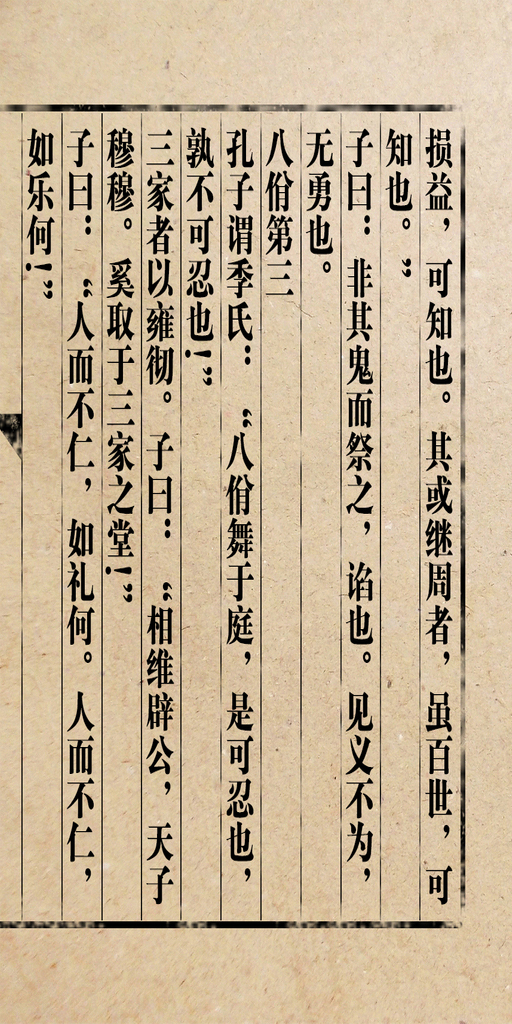 损益，可知也。其或继周者，虽百世，可
知也。”
子曰：非其鬼而祭之，谄也。见义不为，
无勇也。
八佾第三
孔子谓季氏：“八佾舞于庭，是可忍也，
孰不可忍也！”
三家者以雍彻。子曰：“相维辟公，天子
穆穆。奚取于三家之堂！”
子曰：“人而不仁，如礼何。人而不仁，
如乐何！”